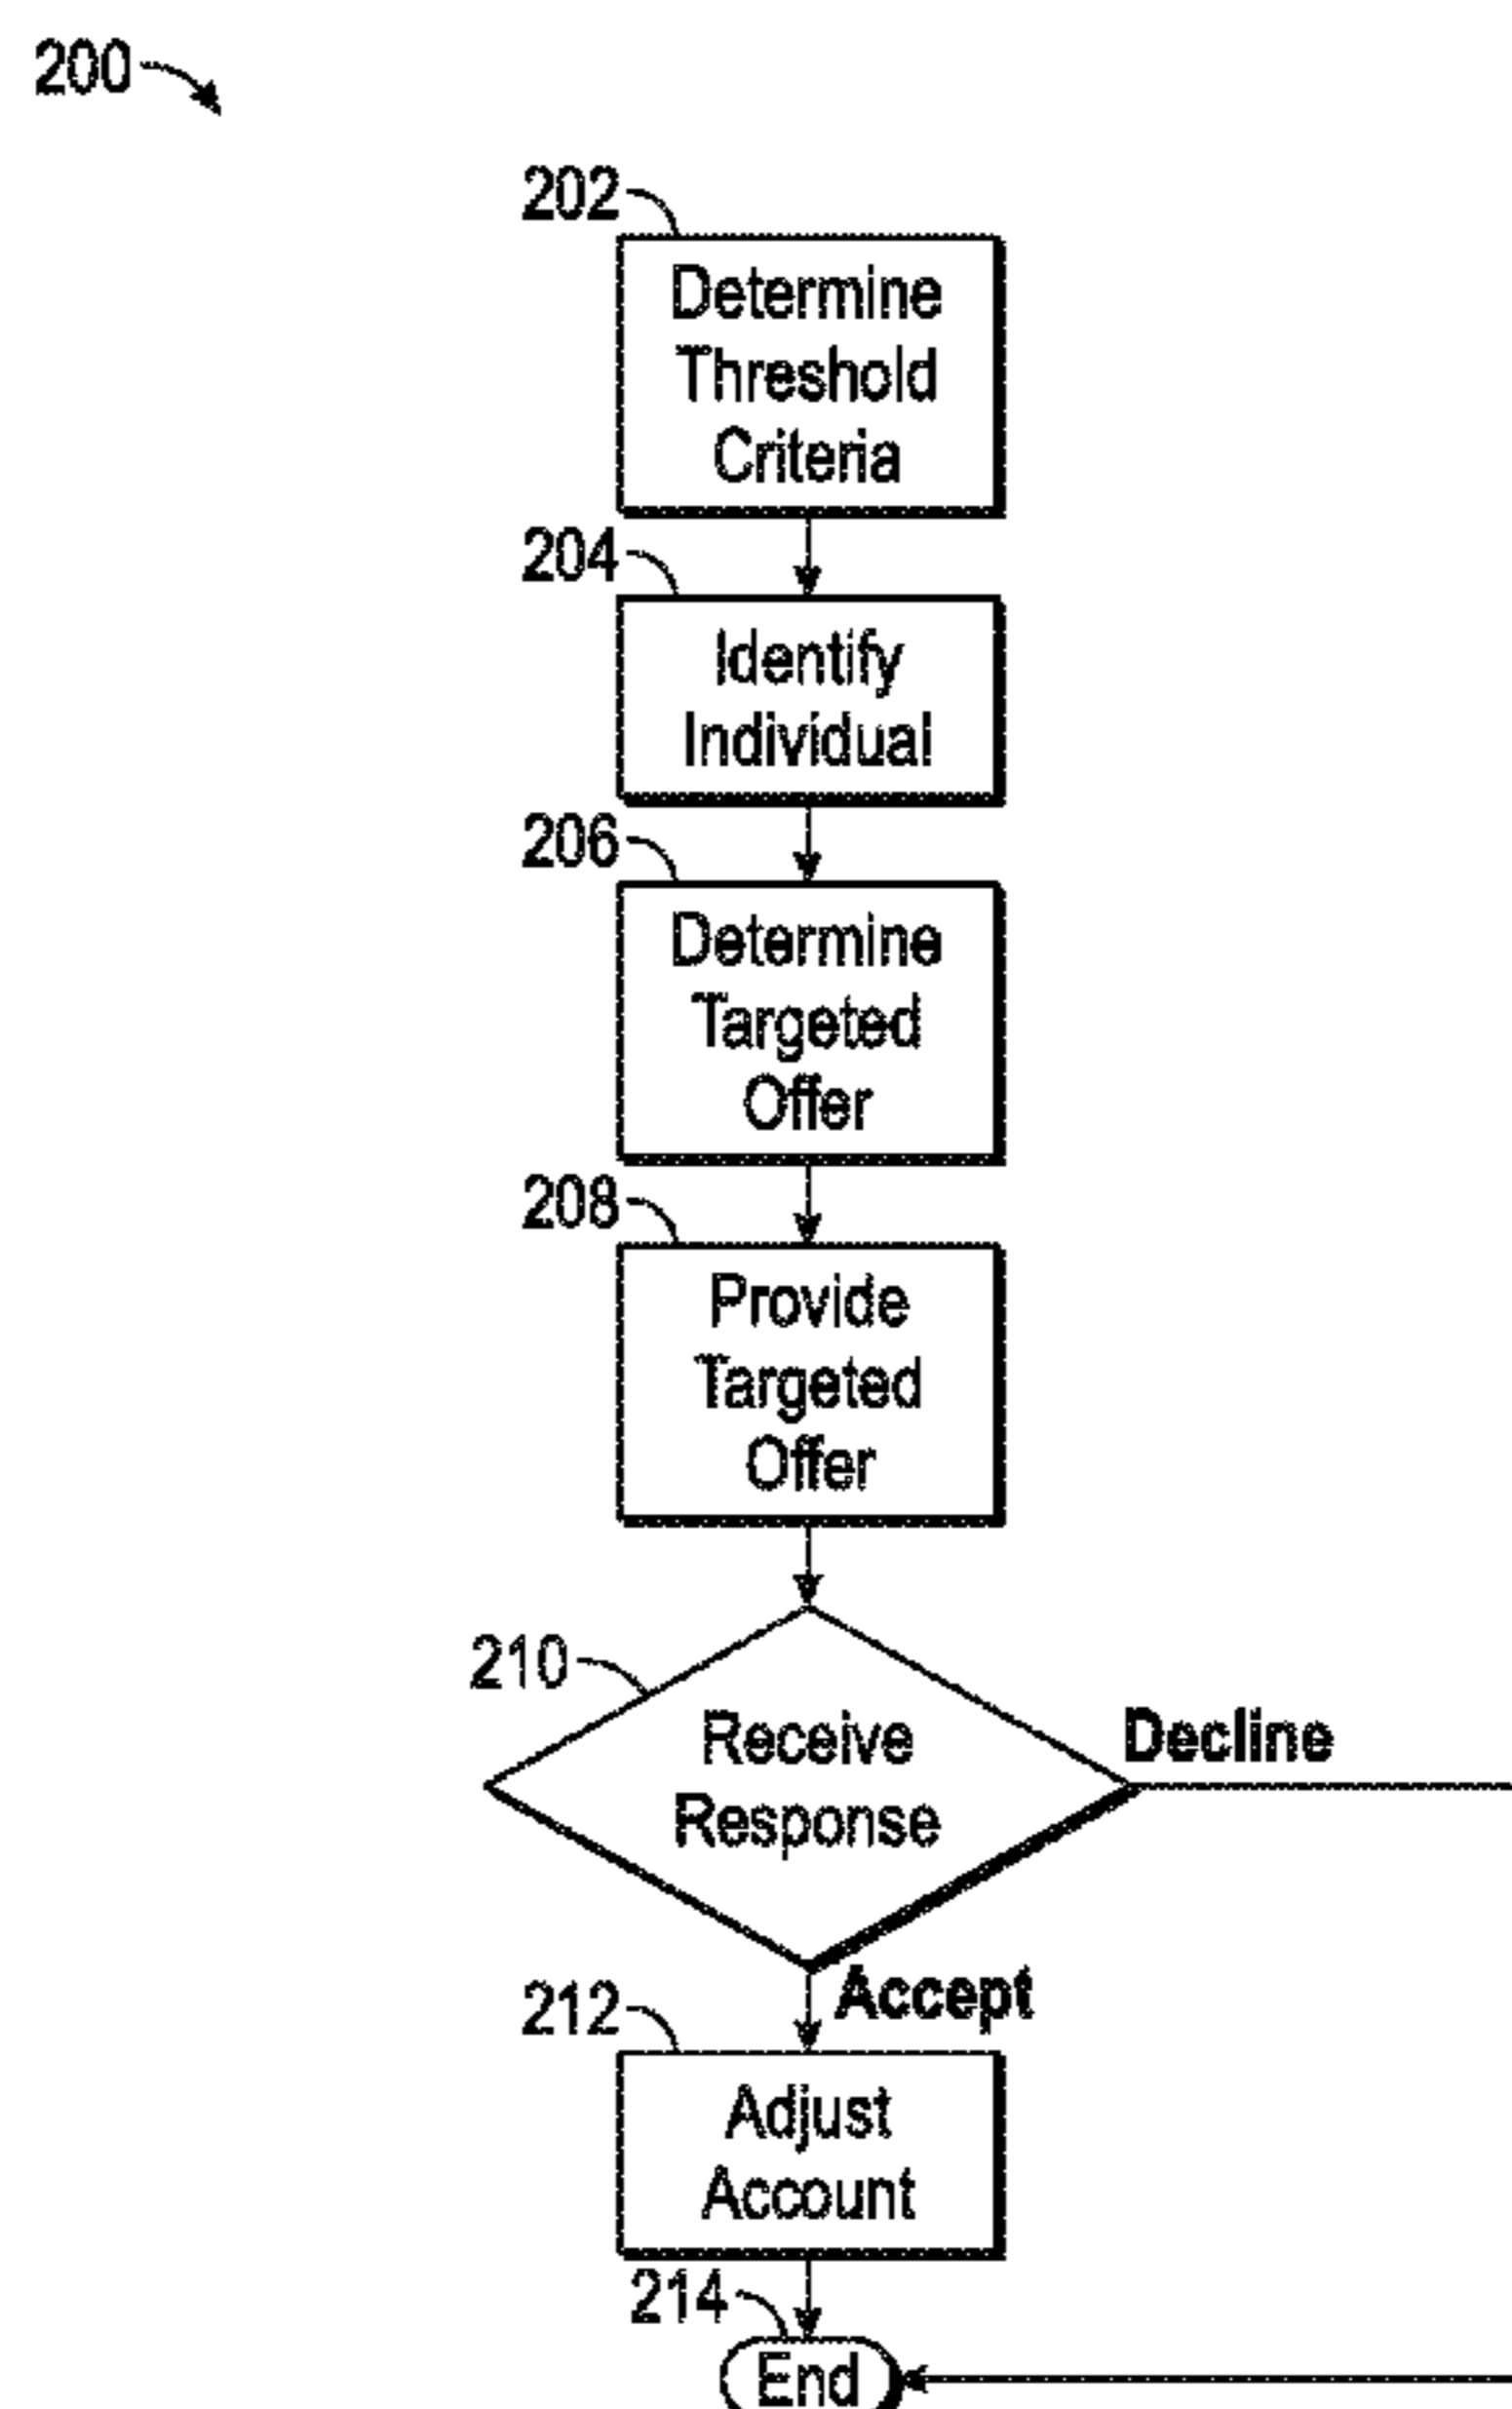 200
202
Determine
Threshold
Criteria
204
Identify
Individual
206
Determine
Targeted
Offer
208
Provide
Targeted
Offer
210
Receive
Response
Decline
Accept
212
Adjust
Account
214
End